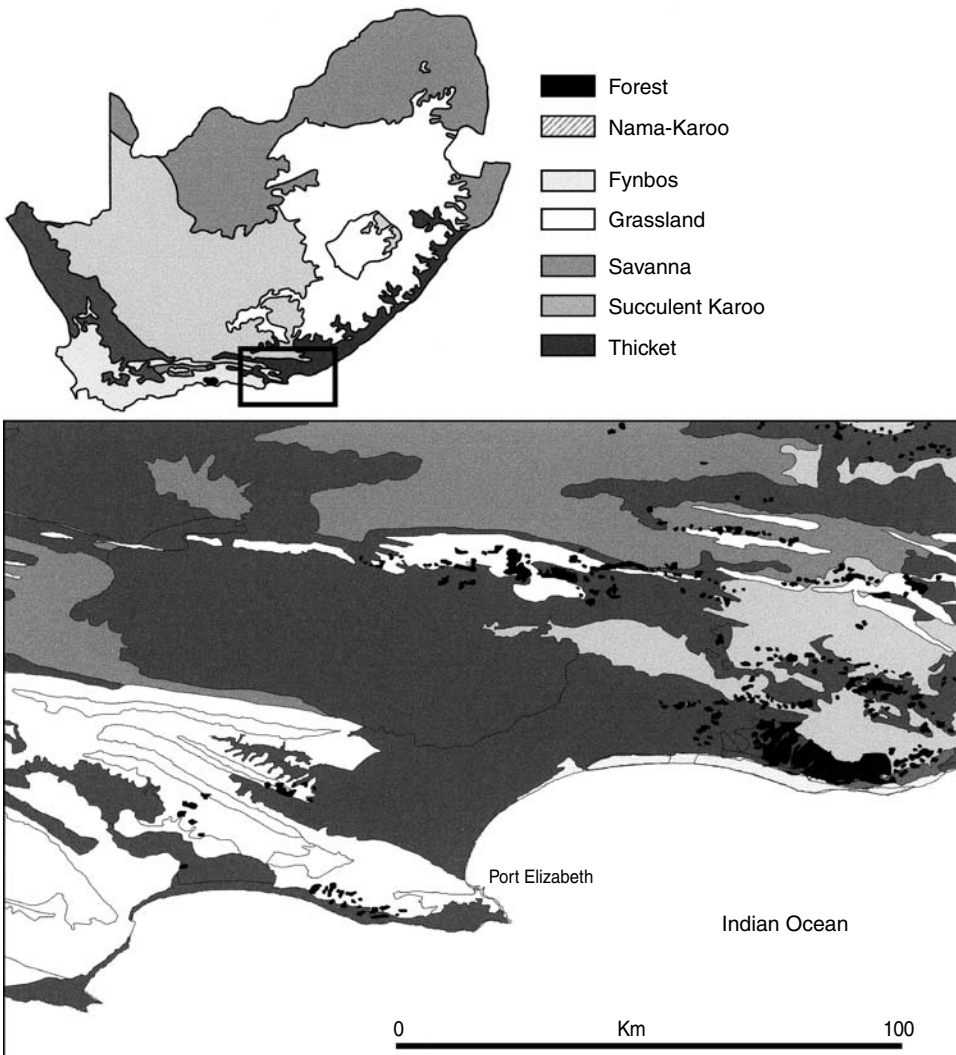 Forest
Nama-Karoo
Fynbos
Grassland
Savanna
Succulent Karoo
Thicket
Port Elizabeth
Indian Ocean
0 Km 100